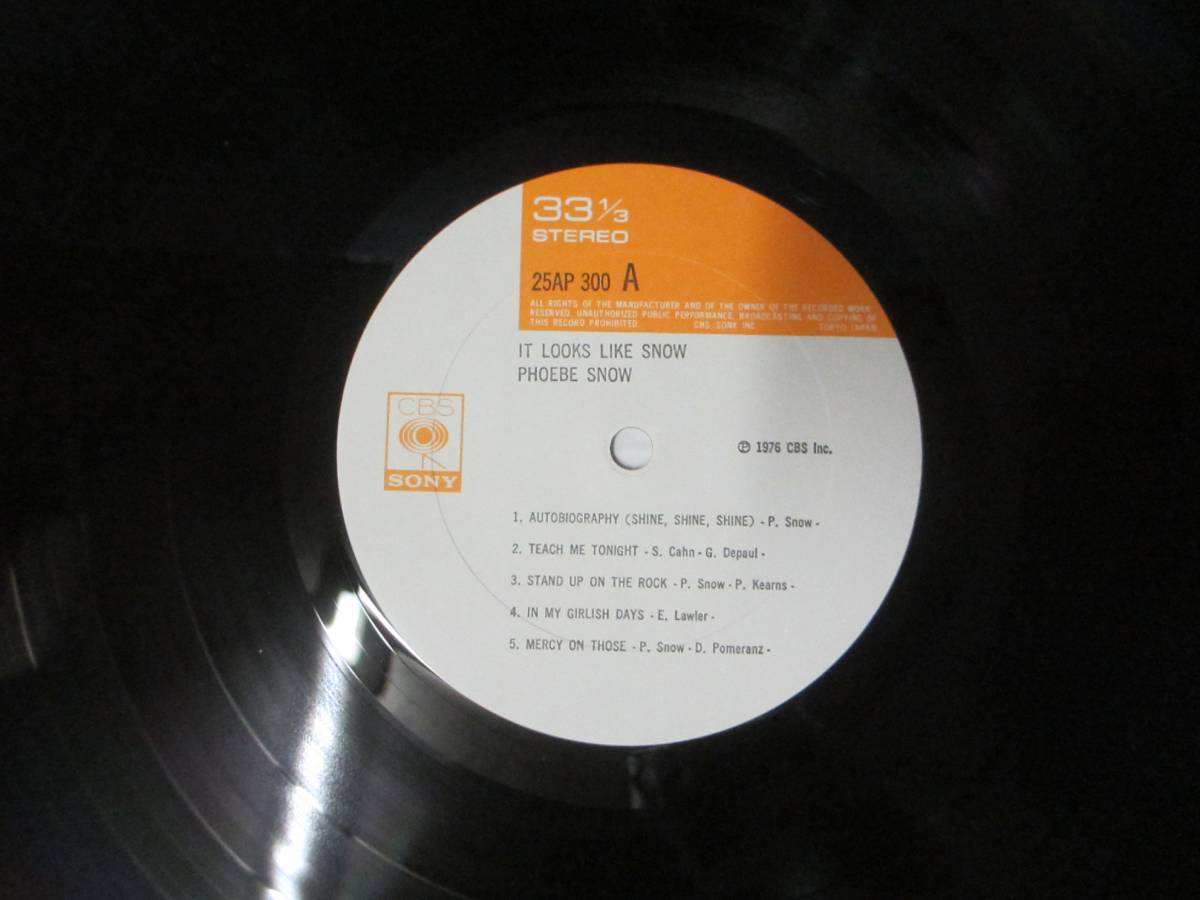 33 1/3
STEREO
25AP 300 A
ALL RIGHTS OF THE MANUFACTURER AND OF THE OWNER OF THE RECORDED WORK
RESERVED. UNAUTHORIZED PUBLIC PERFORMANCE, BROADCASTING AND COPYING OF
THIS RECORD PROHIBITED. CBS SONY INC. TOKYO JAPAN
IT LOOKS LIKE SNOW
PHOEBE SNOW
CBS
SONY
℗ 1976 CBS Inc.
1. AUTOBIOGRAPHY (SHINE, SHINE, SHINE) - P. Snow -
2. TEACH ME TONIGHT - S. Cahn - G. Depaul -
3. STAND UP ON THE ROCK - P. Snow - P. Kearns -
4. IN MY GIRLISH DAYS - E. Lawler -
5. MERCY ON THOSE - P. Snow - D. Pomeranz -